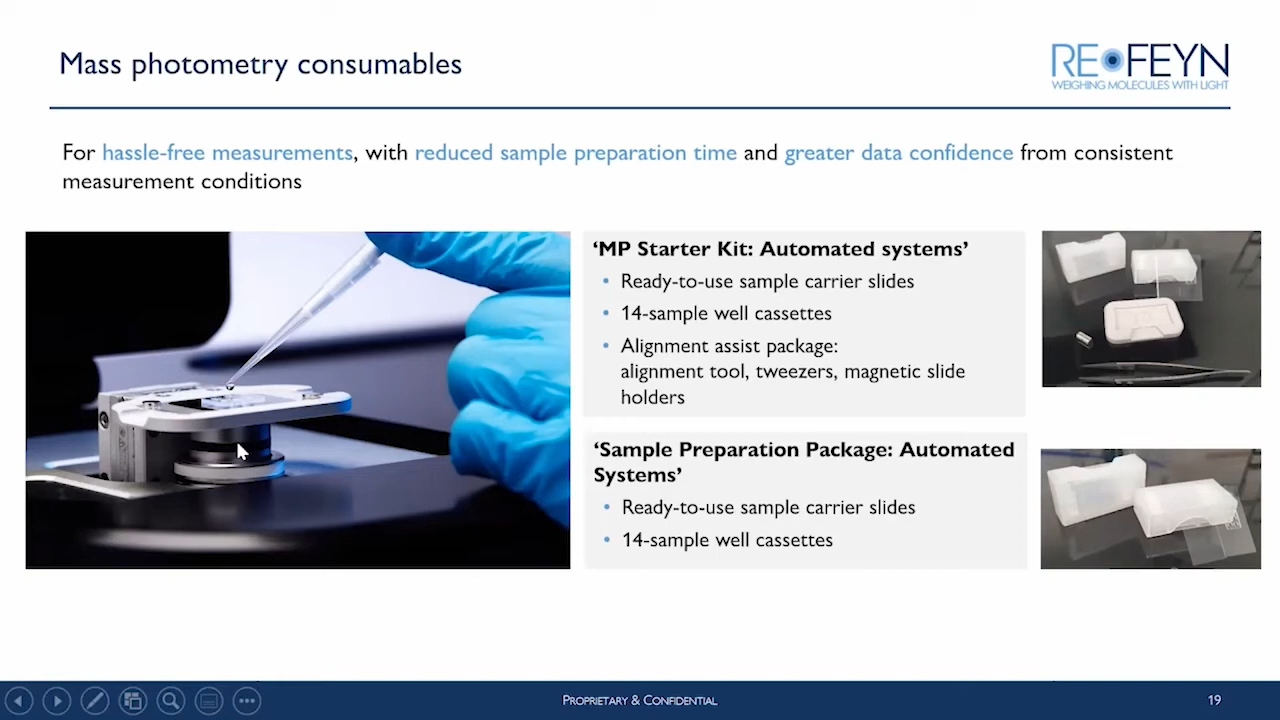 Mass photometry consumables
REFEYN
WEIGHING MOLECULES WITH LIGHT
For hassle-free measurements, with reduced sample preparation time and greater data confidence from consistent
measurement conditions
‘MP Starter Kit: Automated systems’
• Ready-to-use sample carrier slides
• 14-sample well cassettes
• Alignment assist package:
alignment tool, tweezers, magnetic slide
holders
‘Sample Preparation Package: Automated
Systems’
• Ready-to-use sample carrier slides
• 14-sample well cassettes
PROPRIETARY & CONFIDENTIAL
19